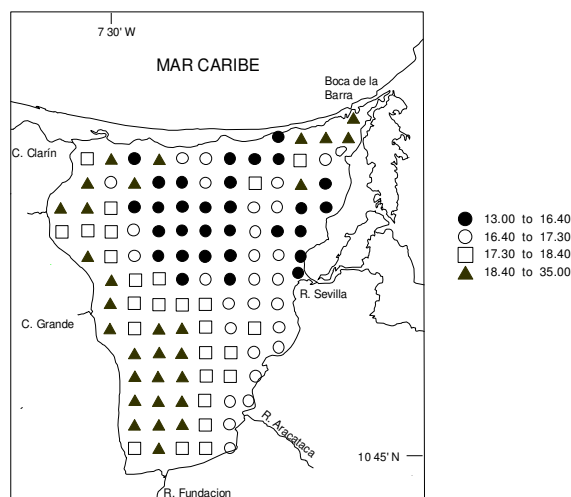 7 30' W
MAR CARIBE
Boca de la
Barra
C. Clarín
13.00 to 16.40
16.40 to 17.30
17.30 to 18.40
18.40 to 35.00
R. Sevilla
C. Grande
R. Aracataca
10 45' N
R. Fundacion